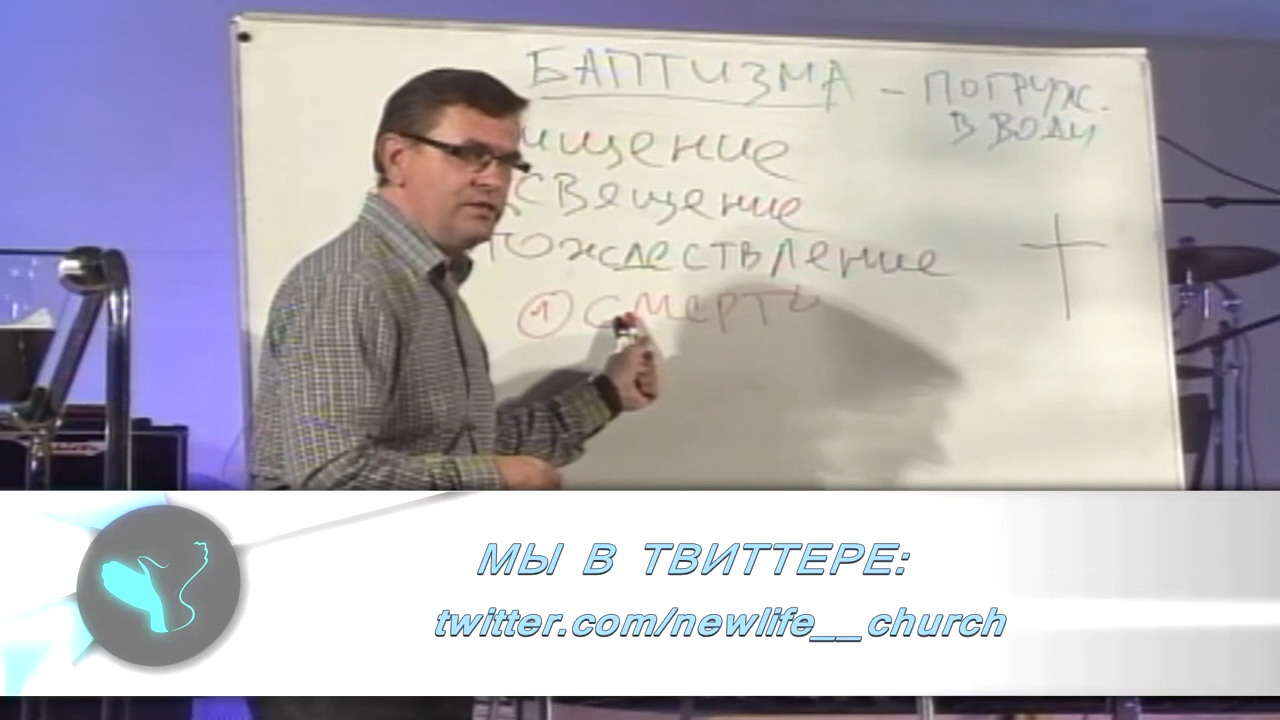 БАПТИЗМА – ПОГРУЖ.
В ВОДУ
ищение
СВящение
тождествление
1 смерть
МЫ В ТВИТТЕРЕ:
twitter.com/newlife__church